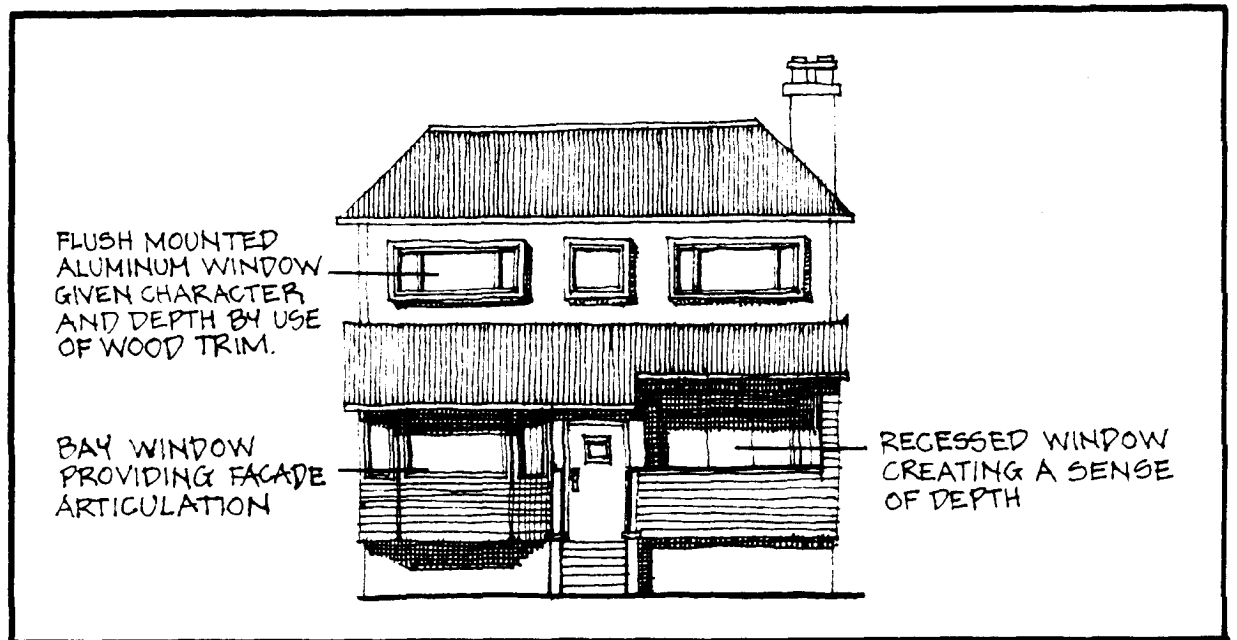 FLUSH MOUNTED
ALUMINUM WINDOW
GIVEN CHARACTER
AND DEPTH BY USE
OF WOOD TRIM.
BAY WINDOW
PROVIDING FACADE
ARTICULATION
RECESSED WINDOW
CREATING A SENSE
OF DEPTH